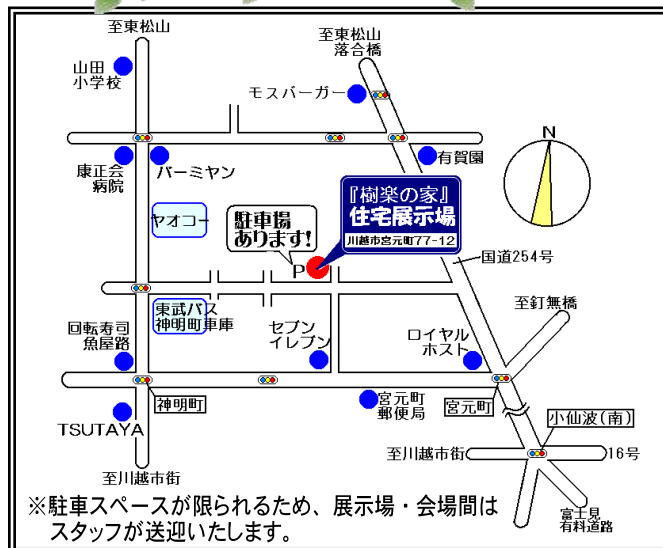 至東松山
至東松山
落合橋
山田
小学校
モスバーガー
康正会
病院
バーミヤン
有賀園
N
『樹楽の家』
住宅展示場
川越市宮元町77-12
ヤオコー
駐車場
あります!
P
国道254号
東武バス
神明町車庫
至釘無橋
回転寿司
魚屋路
セブン
イレブン
ロイヤル
ホスト
神明町
宮元町
郵便局
宮元町
小仙波(南)
TSUTAYA
至川越市街
16号
至川越市街
富士見
有料道路
※駐車スペースが限られるため、展示場・会場間は
スタッフが送迎いたします。